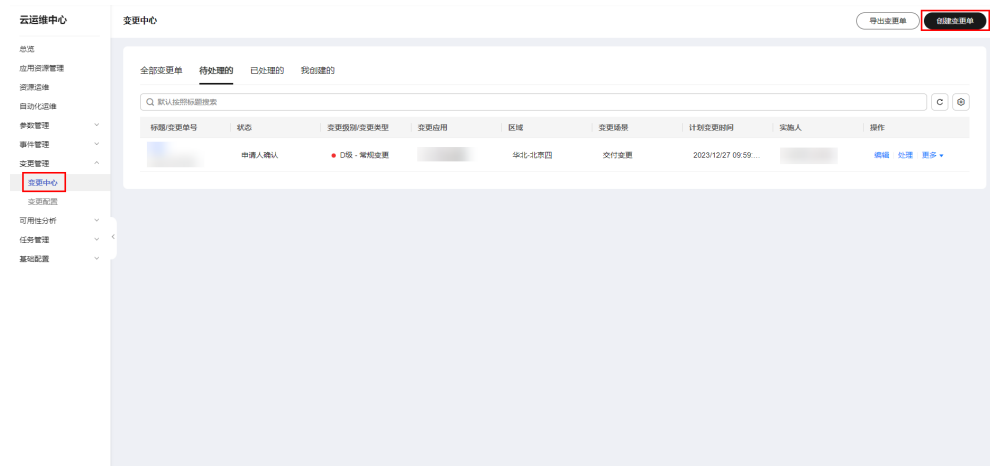 云运维中心
总览
应用资源管理
资源运维
自动化运维
参数管理
事件管理
变更管理
变更中心
变更配置
可用性分析
任务管理
基础配置
变更中心
导出变更单
创建变更单
全部变更单 待处理的 已处理的 我创建的
默认按照标题搜索
标题/变更单号 状态 变更级别/变更类型 变更应用 区域 变更场景 计划变更时间 实施人 操作
申请人确认 D级 - 常规变更 华北-北京四 交付变更 2023/12/27 09:59:... 编辑 处理 更多